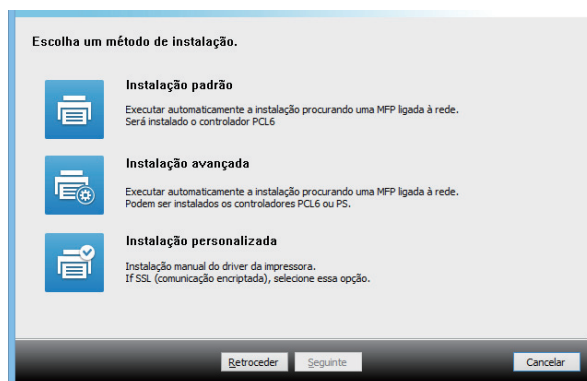 Escolha um método de instalação.
Instalação padrão
Executar automaticamente a instalação procurando uma MFP ligada à rede.
Será instalado o controlador PCL6
Instalação avançada
Executar automaticamente a instalação procurando uma MFP ligada à rede.
Podem ser instalados os controladores PCL6 ou PS.
Instalação personalizada
Instalação manual do driver da impressora.
If SSL (comunicação encriptada), selecione essa opção.
Retroceder
Seguinte
Cancelar